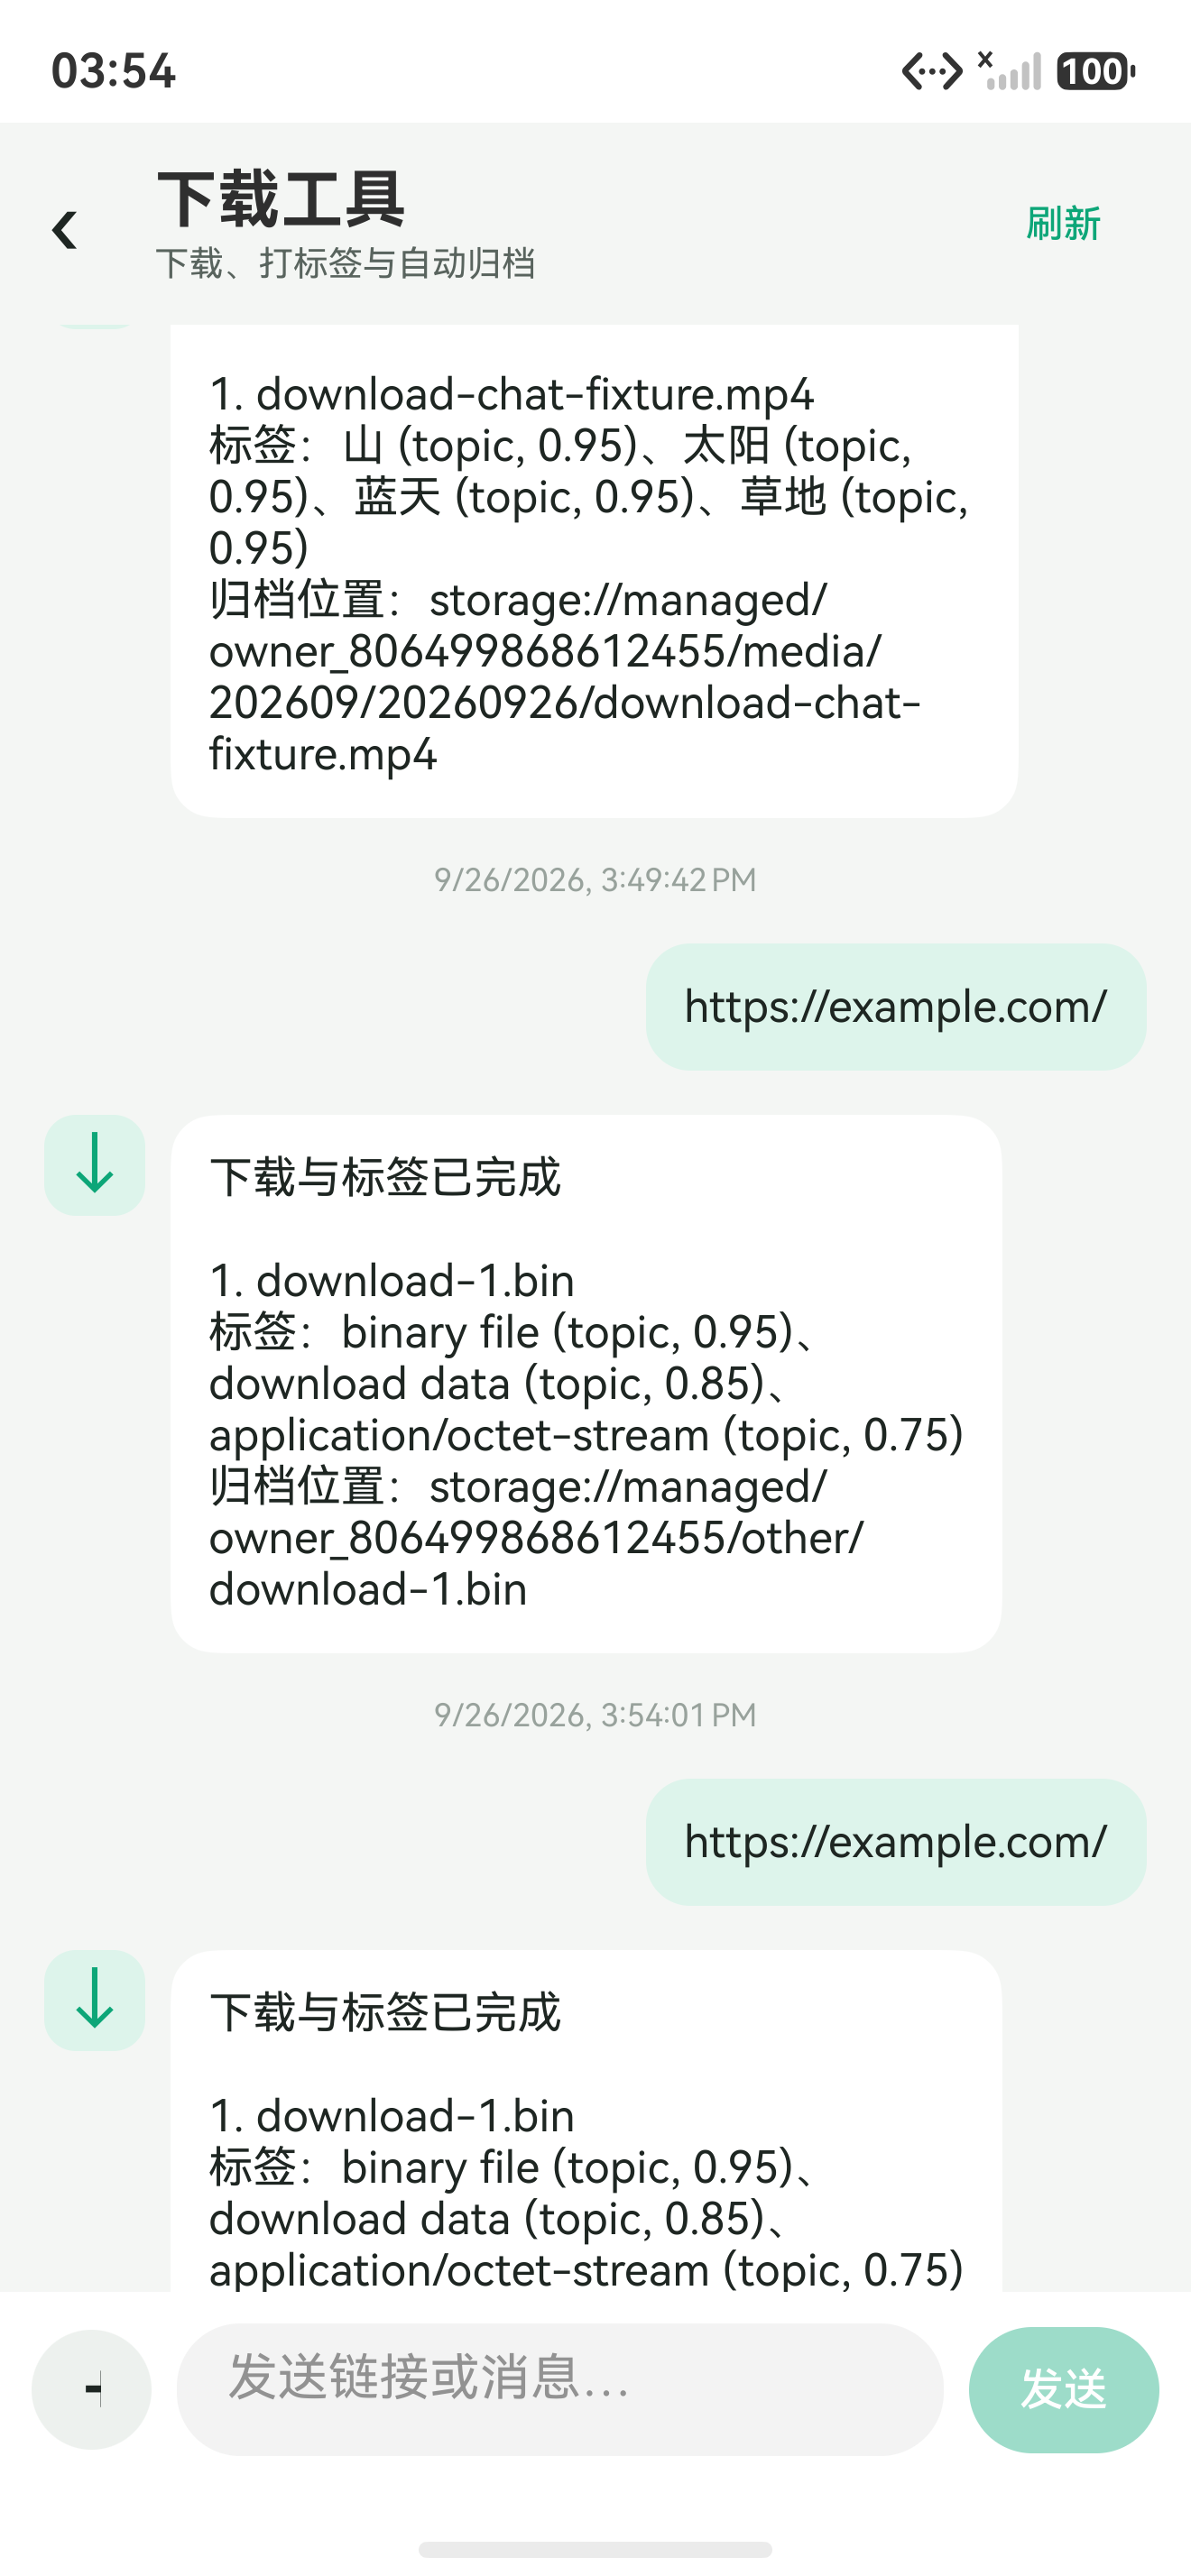 03:54
100
下载工具
下载、打标签与自动归档
刷新
1. download-chat-fixture.mp4
标签：山 (topic, 0.95)、太阳 (topic,
0.95)、蓝天 (topic, 0.95)、草地 (topic,
0.95)
归档位置：storage://managed/
owner_806499868612455/media/
202609/20260926/download-chat-
fixture.mp4
9/26/2026, 3:49:42 PM
https://example.com/
下载与标签已完成
1. download-1.bin
标签：binary file (topic, 0.95)、
download data (topic, 0.85)、
application/octet-stream (topic, 0.75)
归档位置：storage://managed/
owner_806499868612455/other/
download-1.bin
9/26/2026, 3:54:01 PM
https://example.com/
下载与标签已完成
1. download-1.bin
标签：binary file (topic, 0.95)、
download data (topic, 0.85)、
application/octet-stream (topic, 0.75)
发送链接或消息...
发送